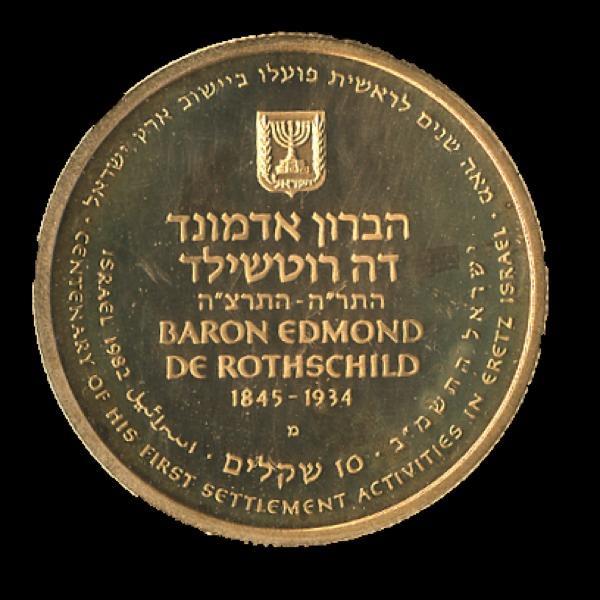 מאה שנים לראשית פועלו ביישוב ארץ ישראל ·
CENTENARY OF HIS FIRST SETTLEMENT ACTIVITIES IN ERETZ ISRAEL ·
ישראל
הברון אדמונד
דה רוטשילד
התר"ה - התרצ"ה
BARON EDMOND
DE ROTHSCHILD
1845 - 1934
מ
ישראל התשמ"ב ·
10 שקלים ·
اسرائيل
ISRAEL 1982